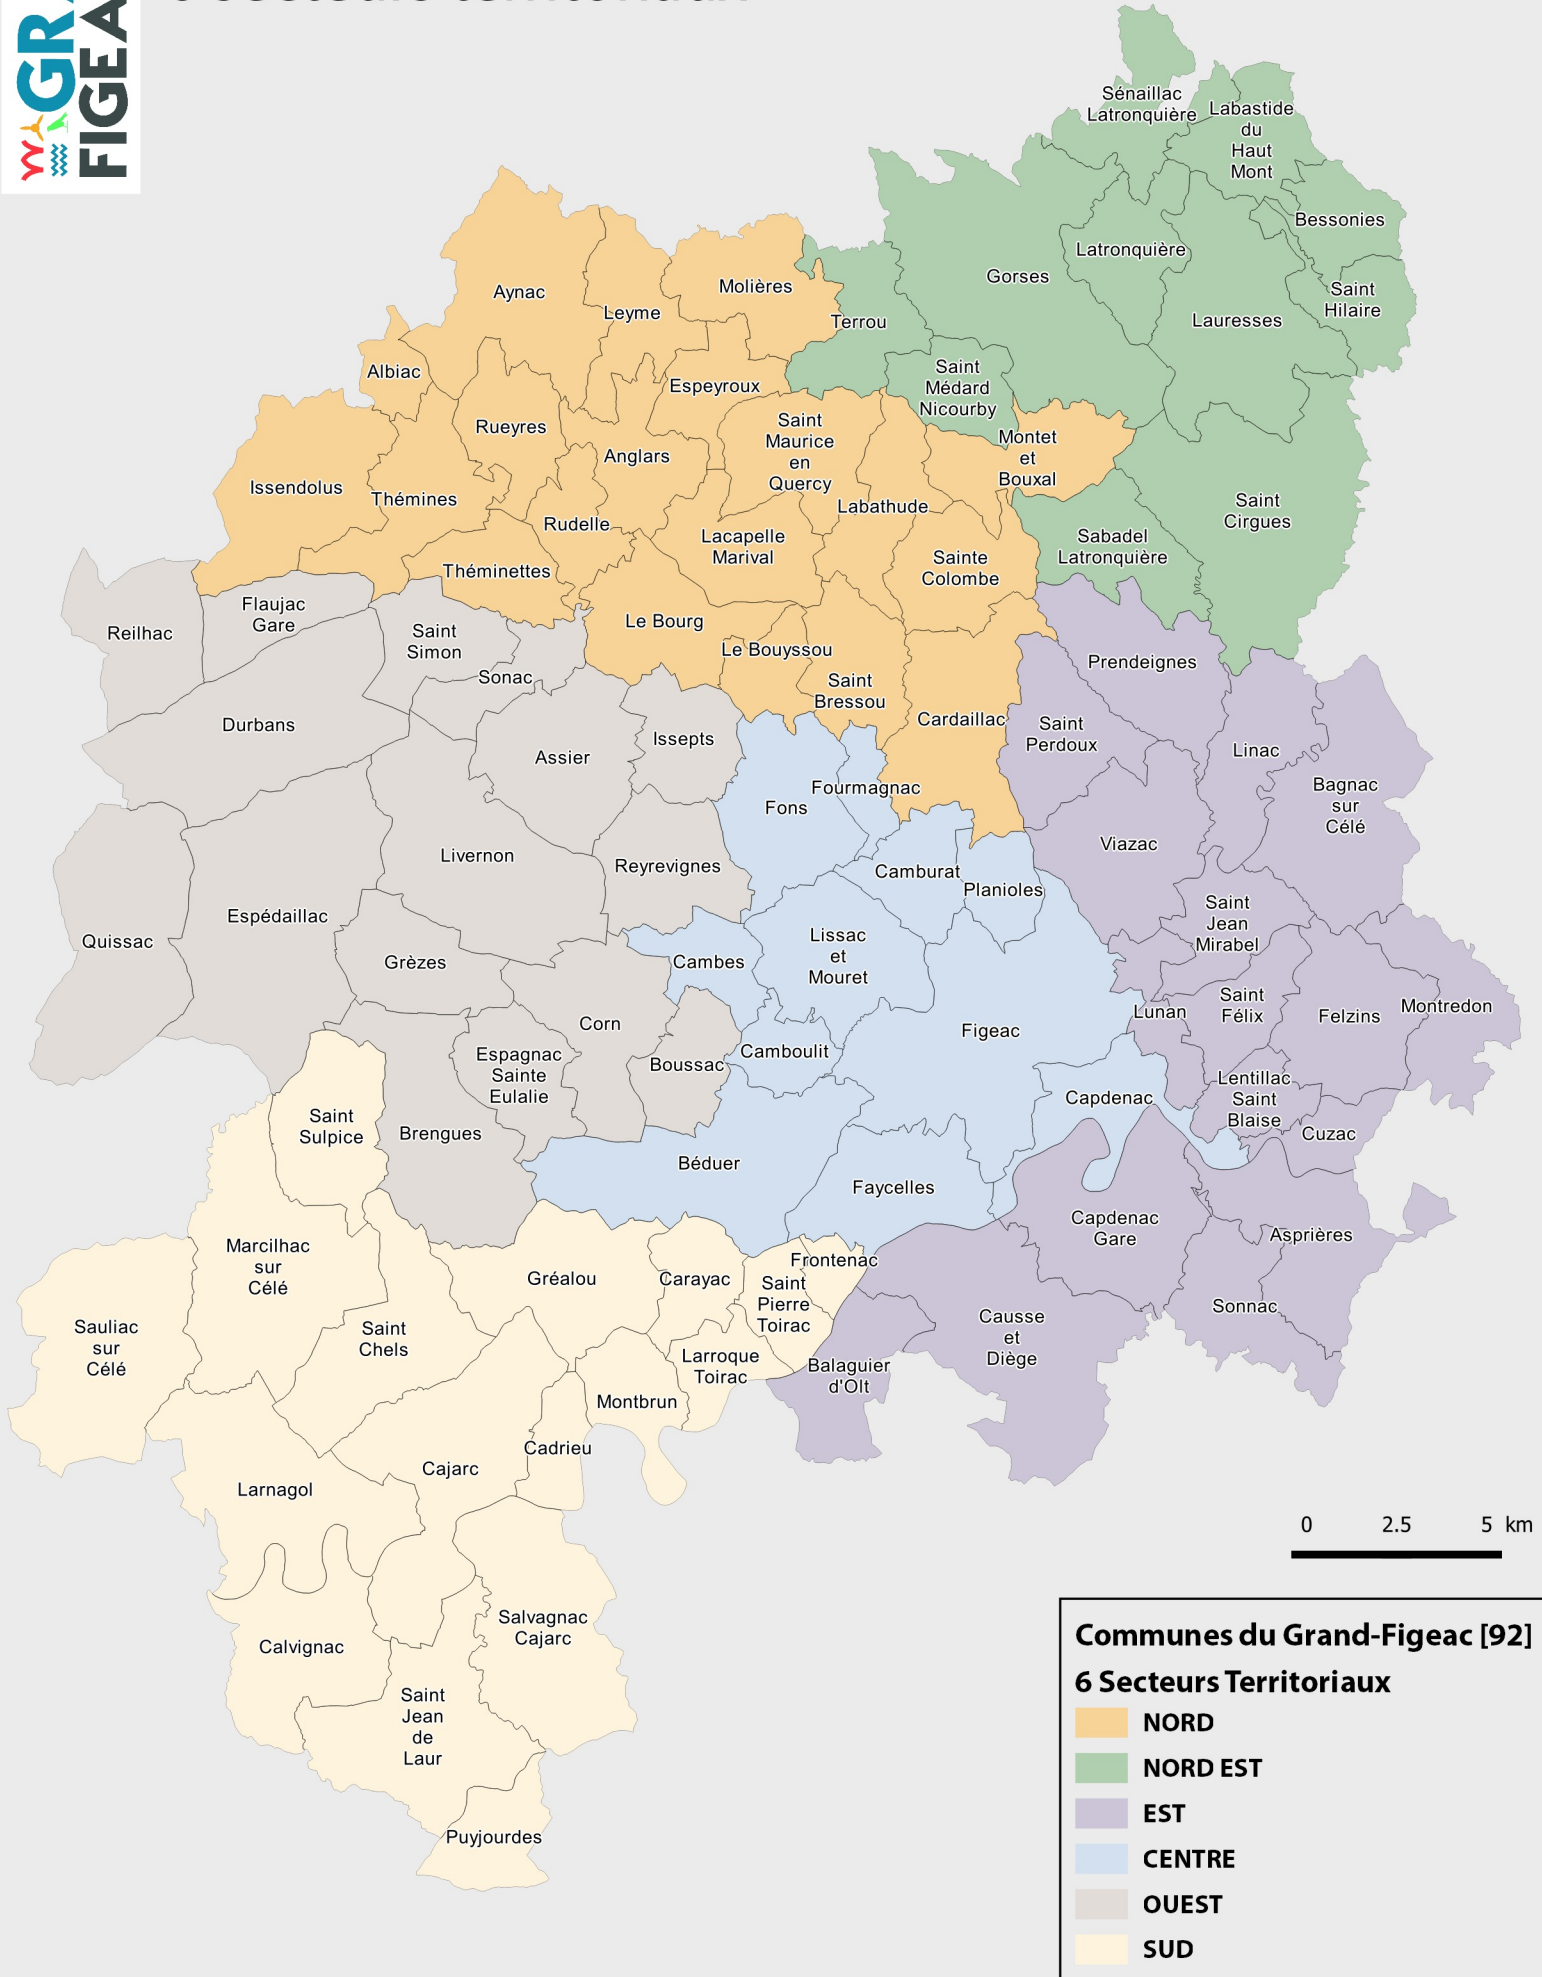 FIGEA
GR
Sénaillac
Latronquière
Labastide
du
Haut
Mont
Bessonies
Latronquière
Gorses
Saint
Hilaire
Lauresses
Molières
Aynac
Leyme
Terrou
Albiac
Espeyroux
Saint
Médard
Nicourby
Rueyres
Anglars
Saint
Maurice
en
Quercy
Montet
et
Bouxal
Issendolus
Thémines
Labathude
Saint
Cirgues
Rudelle
Lacapelle
Marival
Sabadel
Latronquière
Théminettes
Sainte
Colombe
Flaujac
Gare
Reilhac
Saint
Simon
Le Bourg
Le Bouyssou
Prendeignes
Sonac
Saint
Bressou
Durbans
Cardaillac
Saint
Perdoux
Issepts
Assier
Linac
Fourmagnac
Fons
Bagnac
sur
Célé
Viazac
Livernon
Reyrevignes
Camburat
Planioles
Espédaillac
Saint
Jean
Mirabel
Quissac
Lissac
et
Mouret
Grèzes
Cambes
Corn
Figeac
Lunan
Saint
Félix
Felzins
Montredon
Espagnac
Sainte
Eulalie
Boussac
Camboulit
Capdenac
Lentillac
Saint
Blaise
Cuzac
Saint
Sulpice
Brengues
Béduer
Faycelles
Capdenac
Gare
Asprières
Marcilhac
sur
Célé
Gréalou
Carayac
Frontenac
Saint
Pierre
Toirac
Sonnac
Causse
et
Diège
Sauliac
sur
Célé
Saint
Chels
Larroque
Toirac
Balaguier
d'Olt
Montbrun
Cadrieu
Cajarc
Larnagol
Salvagnac
Cajarc
Calvignac
Saint
Jean
de
Laur
Puyjourdes
0 2.5 5 km
Communes du Grand-Figeac [92]
6 Secteurs Territoriaux
NORD
NORD EST
EST
CENTRE
OUEST
SUD